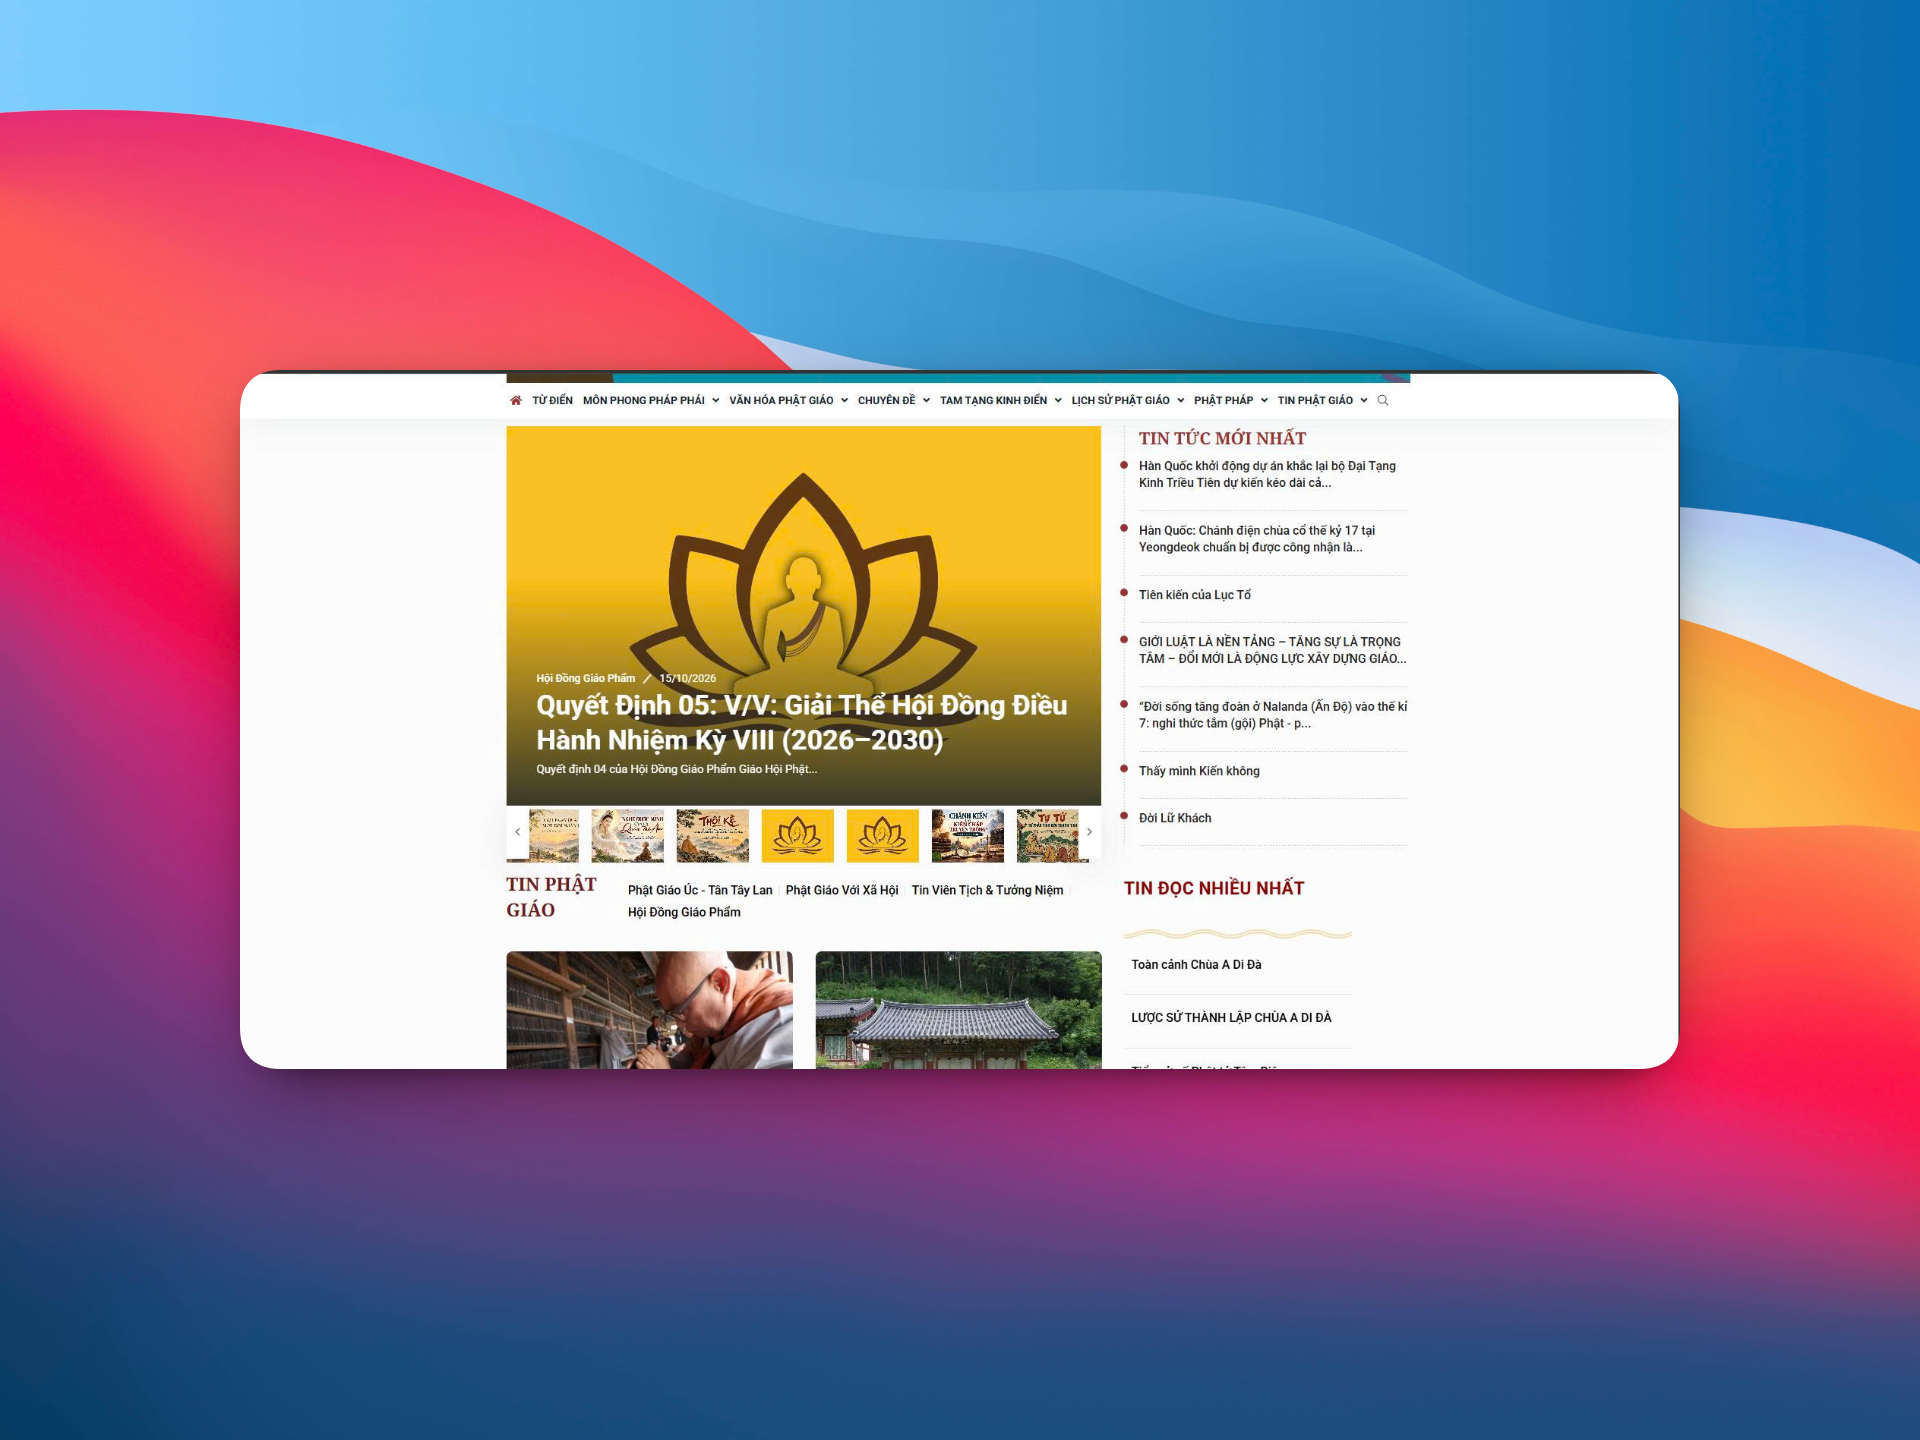 TỪ ĐIỂN MÔN PHONG PHÁP PHÁI VĂN HÓA PHẬT GIÁO CHUYÊN ĐỀ TAM TẠNG KINH ĐIỂN LỊCH SỬ PHẬT GIÁO PHẬT PHÁP TIN PHẬT GIÁO
Hội Đồng Giáo Phẩm / 15/10/2026
Quyết Định 05: V/V: Giải Thể Hội Đồng Điều
Hành Nhiệm Kỳ VIII (2026–2030)
Quyết định 04 của Hội Đồng Giáo Phẩm Giáo Hội Phật...
THỜI KỆ
CHÁNH KIẾN
TỰ TỨ
TIN TỨC MỚI NHẤT
Hàn Quốc khởi động dự án khắc lại bộ Đại Tạng
Kinh Triều Tiên dự kiến kéo dài cả...
Hàn Quốc: Chánh điện chùa cổ thế kỷ 17 tại
Yeongdeok chuẩn bị được công nhận là...
Tiên kiến của Lục Tổ
GIỚI LUẬT LÀ NỀN TẢNG – TĂNG SỰ LÀ TRỌNG
TÂM – ĐỔI MỚI LÀ ĐỘNG LỰC XÂY DỰNG GIÁO...
“Đời sống tăng đoàn ở Nalanda (Ấn Độ) vào thế kỉ
7: nghi thức tắm (gội) Phật - p...
Thấy mình Kiến không
Đời Lữ Khách
TIN PHẬT
GIÁO
Phật Giáo Úc - Tân Tây Lan Phật Giáo Với Xã Hội Tin Viên Tịch & Tưởng Niệm
Hội Đồng Giáo Phẩm
TIN ĐỌC NHIỀU NHẤT
Toàn cảnh Chùa A Di Đà
LƯỢC SỬ THÀNH LẬP CHÙA A DI ĐÀ